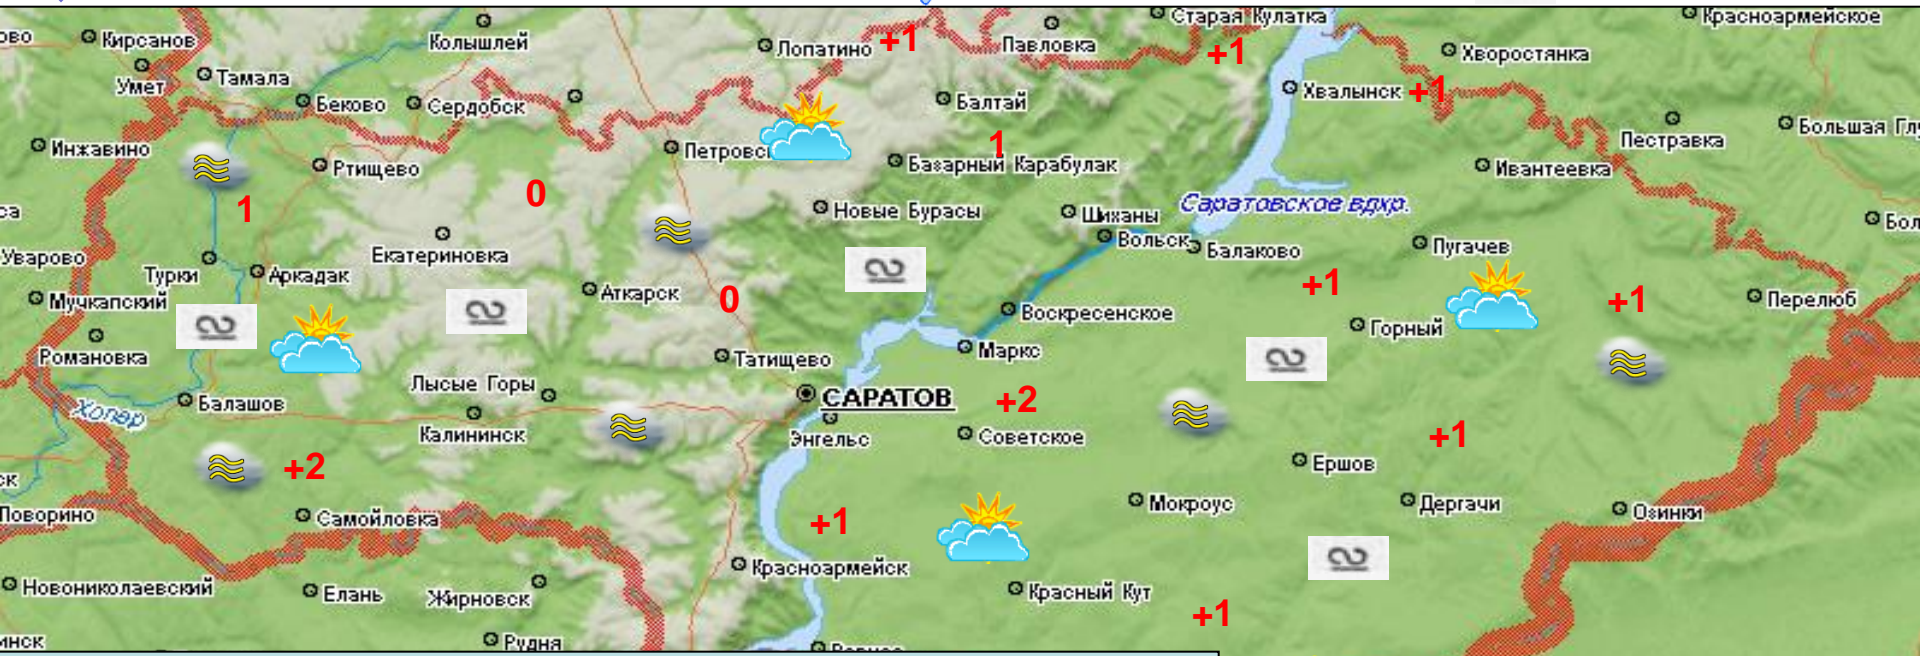 Старая Кулатка
Красноармейское
Кирсанов
Колышлей
Лопатино
+1
Павловка
+1
Хворостянка
Умет
Тамала
Беково
Сердобск
Балтай
Хвалынск
+1
Пестравка
Большая Глу
Инжавино
Ртищево
Петровс
1
Базарный Карабулак
Ивантеевка
1
0
Новые Бурасы
Шиханы
Саратовское вдхр.
Бол
Уварово
Екатериновка
Вольск
Балаково
Пугачев
Турки
Аркадак
Аткарск
0
+1
+1
Перелюб
Мучкапский
Воскресенское
Горный
Романовка
Татищево
Маркс
Лысые Горы
САРАТОВ
+2
Хопер
Балашов
Калининск
Энгельс
Советское
+1
+2
Ершов
Поворино
Самойловка
+1
Мокроус
Дергачи
Озинки
Новониколаевский
Елань
Жирновск
Красноармейск
Красный Кут
+1
Рудня